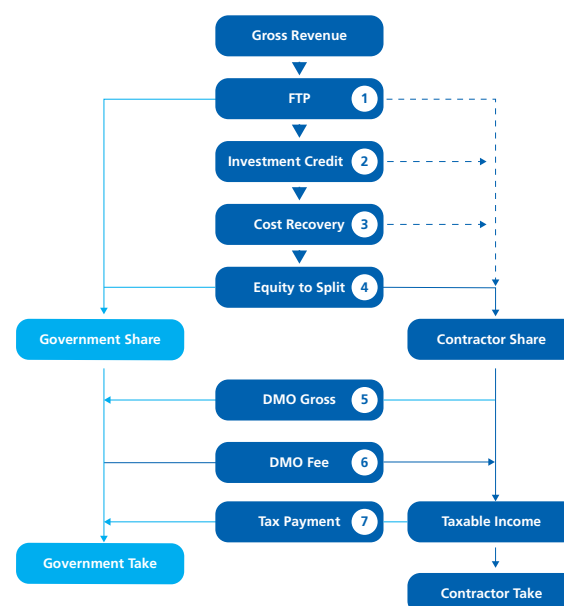 Gross Revenue
FTP 1
Investment Credit 2
Cost Recovery 3
Equity to Split 4
Government Share
Contractor Share
DMO Gross 5
DMO Fee 6
Tax Payment 7
Taxable Income
Government Take
Contractor Take